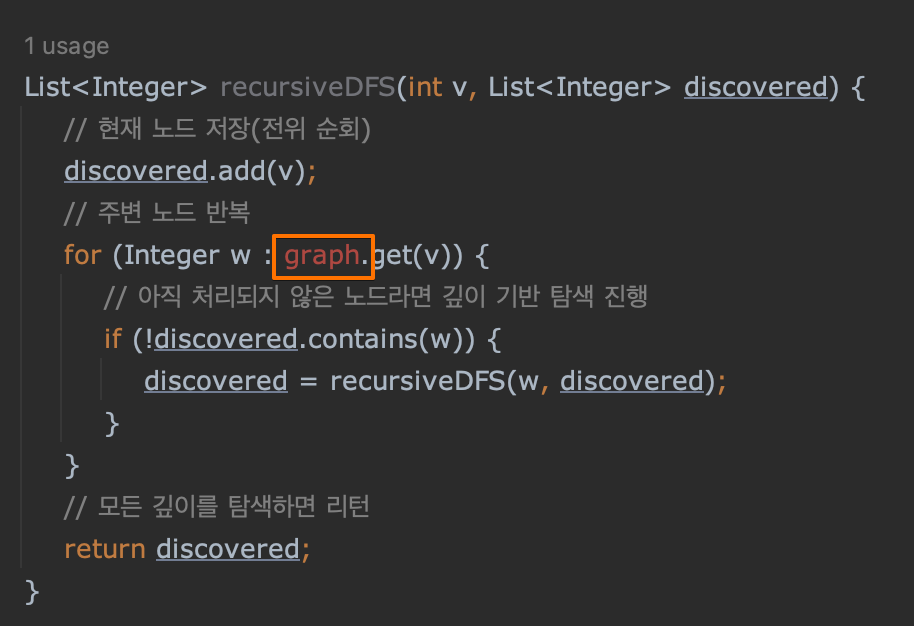 1 usage
List<Integer> recursiveDFS(int v, List<Integer> discovered) {
// 현재 노드 저장(전위 순회)
discovered.add(v);
// 주변 노드 반복
for (Integer w : graph.get(v)) {
// 아직 처리되지 않은 노드라면 깊이 기반 탐색 진행
if (!discovered.contains(w)) {
discovered = recursiveDFS(w, discovered);
}
}
// 모든 깊이를 탐색하면 리턴
return discovered;
}